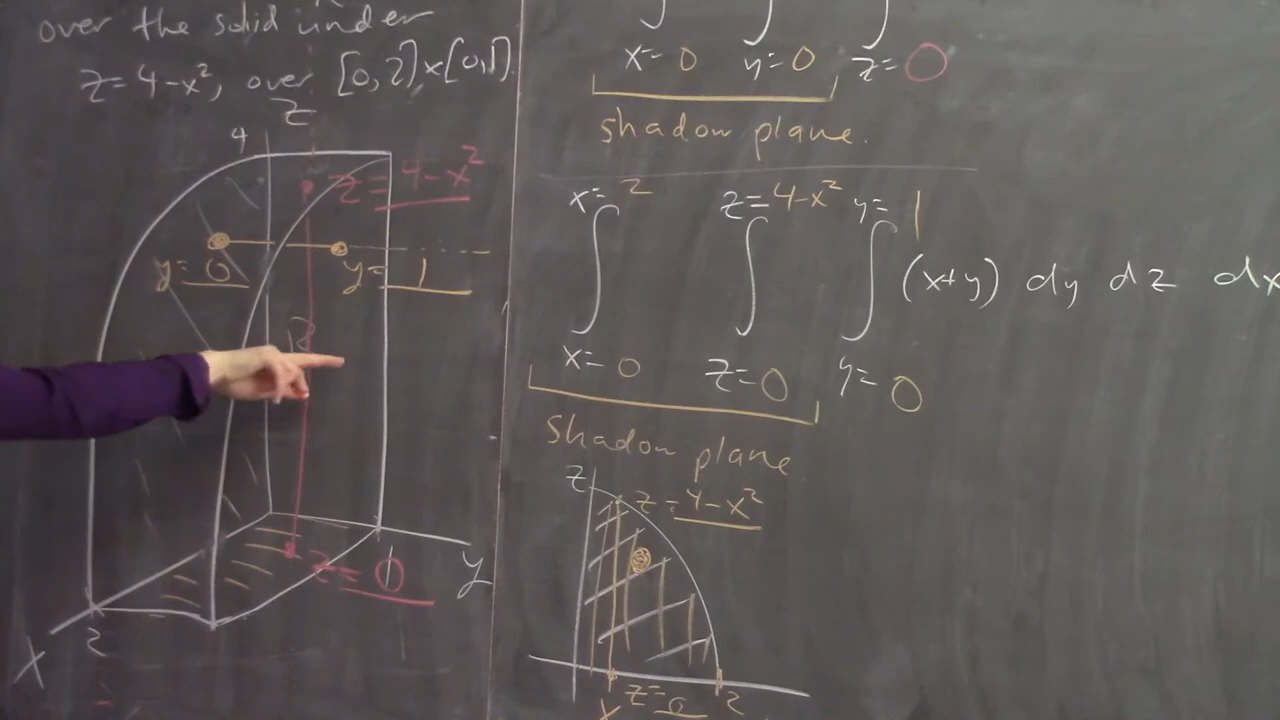 over the solid under
z=4-x², over [0,2]×[0,1].
z
4
z=4-x²
y=0
y=1
R
z=0
1
y
x
2
x=0 y=0 z=0
shadow plane.
x=2 z=4-x² y=1
∫ ∫ ∫ (x+y) dy dz dx
x=0 z=0 y=0
shadow plane
z
z=4-x²
x
z=0
2